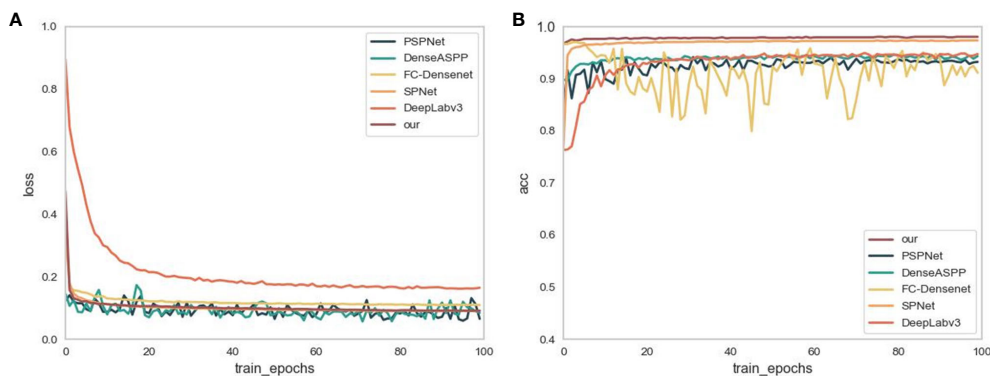 A
1.0
0.8
0.6
0.4
0.2
0.0
loss
0
20
40
60
80
100
train_epochs
PSPNet
DenseASPP
FC-Densenet
SPNet
DeepLabv3
our
B
1.0
0.9
0.8
0.7
0.6
0.5
0.4
acc
0
20
40
60
80
100
train_epochs
our
PSPNet
DenseASPP
FC-Densenet
SPNet
DeepLabv3